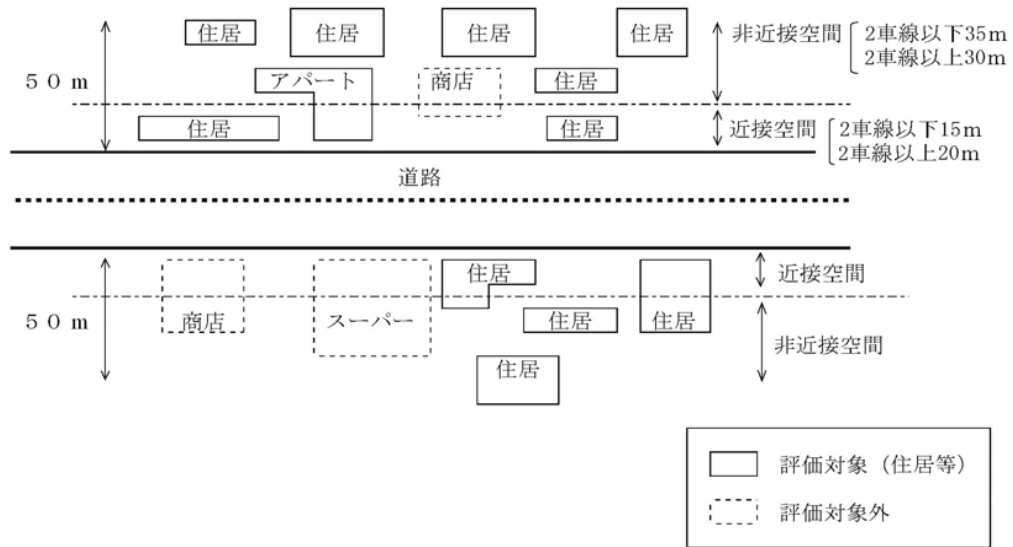 住居
住居
住居
住居
非近接空間
2車線以下35m
2車線以上30m
50m
アパート
商店
住居
住居
住居
近接空間
2車線以下15m
2車線以上20m
道路
住居
近接空間
50m
商店
スーパー
住居
住居
非近接空間
住居
評価対象(住居等)
評価対象外